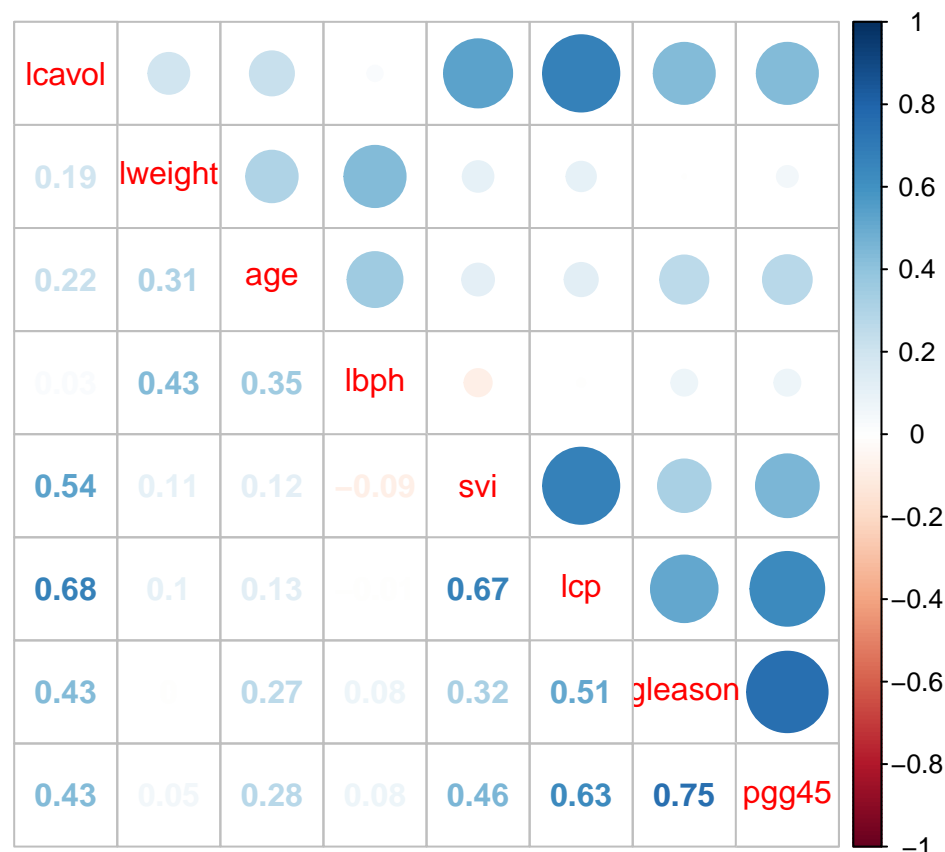 lcavol
0.19 lweight
0.22 0.31 age
0.03 0.43 0.35 lbph
0.54 0.11 0.12 −0.09 svi
0.68 0.1 0.13 0.67 lcp
0.43 0.27 0.08 0.32 0.51 gleason
0.43 0.05 0.28 0.08 0.46 0.63 0.75 pgg45
1
0.8
0.6
0.4
0.2
0
−0.2
−0.4
−0.6
−0.8
−1